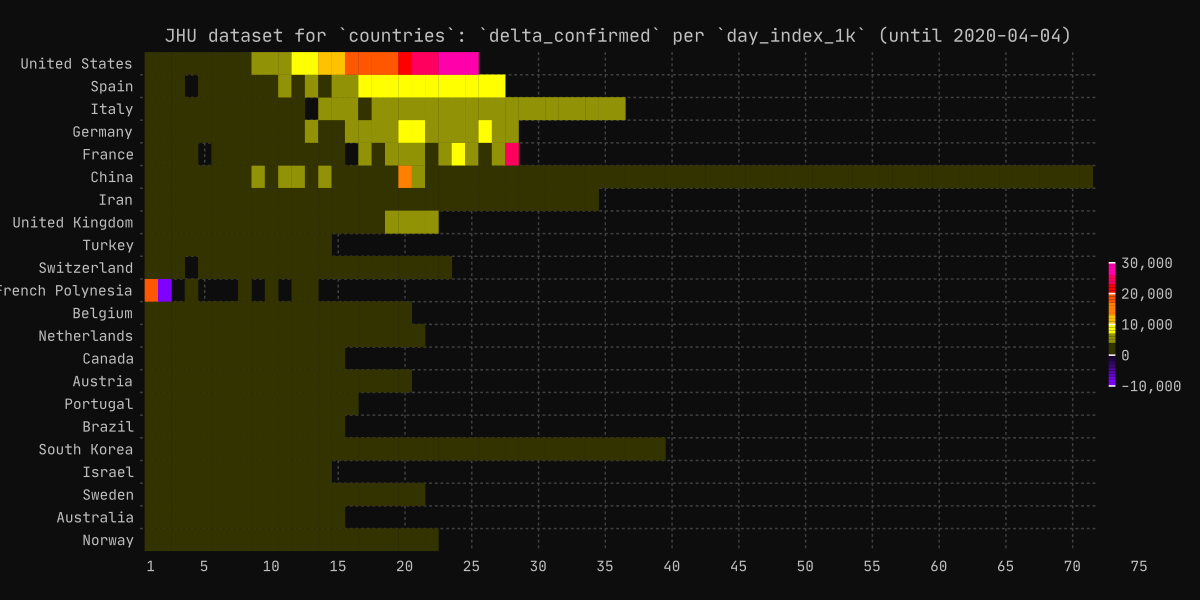 JHU dataset for `countries`: `delta_confirmed` per `day_index_1k` (until 2020-04-04)
United States
Spain
Italy
Germany
France
China
Iran
United Kingdom
Turkey
Switzerland
French Polynesia
Belgium
Netherlands
Canada
Austria
Portugal
Brazil
South Korea
Israel
Sweden
Australia
Norway
1 5 10 15 20 25 30 35 40 45 50 55 60 65 70 75
30,000
20,000
10,000
0
-10,000